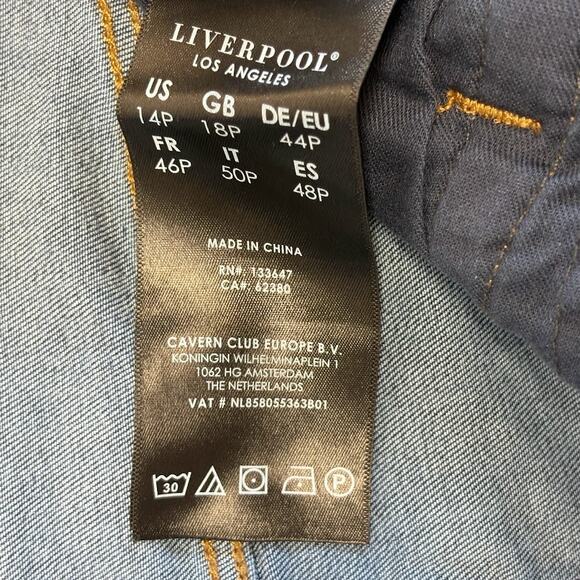 LIVERPOOL®
LOS ANGELES
US GB DE/EU
14P 18P 44P
FR IT ES
46P 50P 48P
MADE IN CHINA
RN#. 133647
CA#. 62380
CAVERN CLUB EUROPE B.V.
KONINGIN WILHELMINAPLEIN 1
1062 HG AMSTERDAM
THE NETHERLANDS
VAT # NL858055363B01
30 P